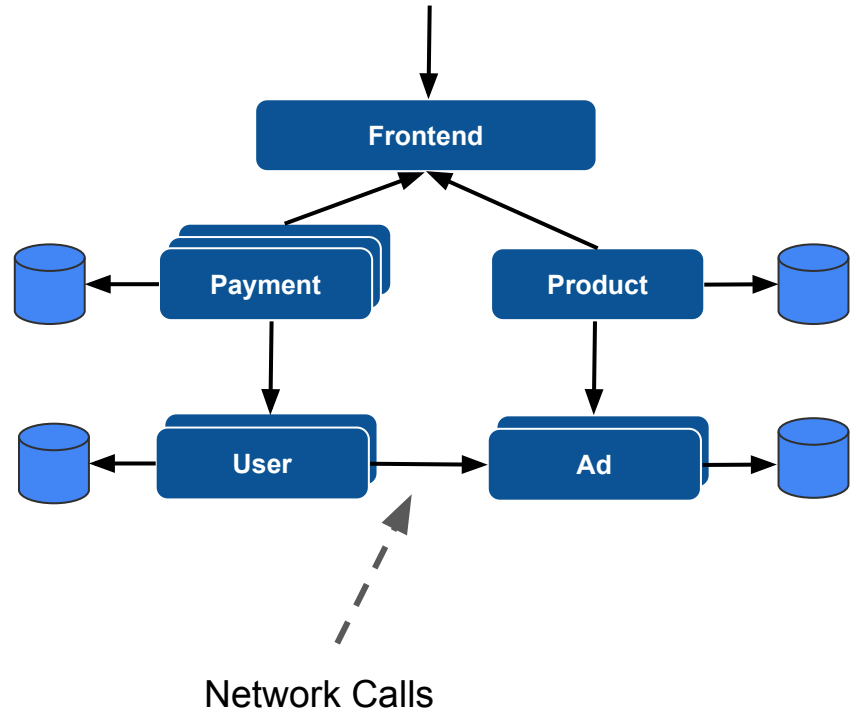 Frontend
Payment
Product
User
Ad
Network Calls